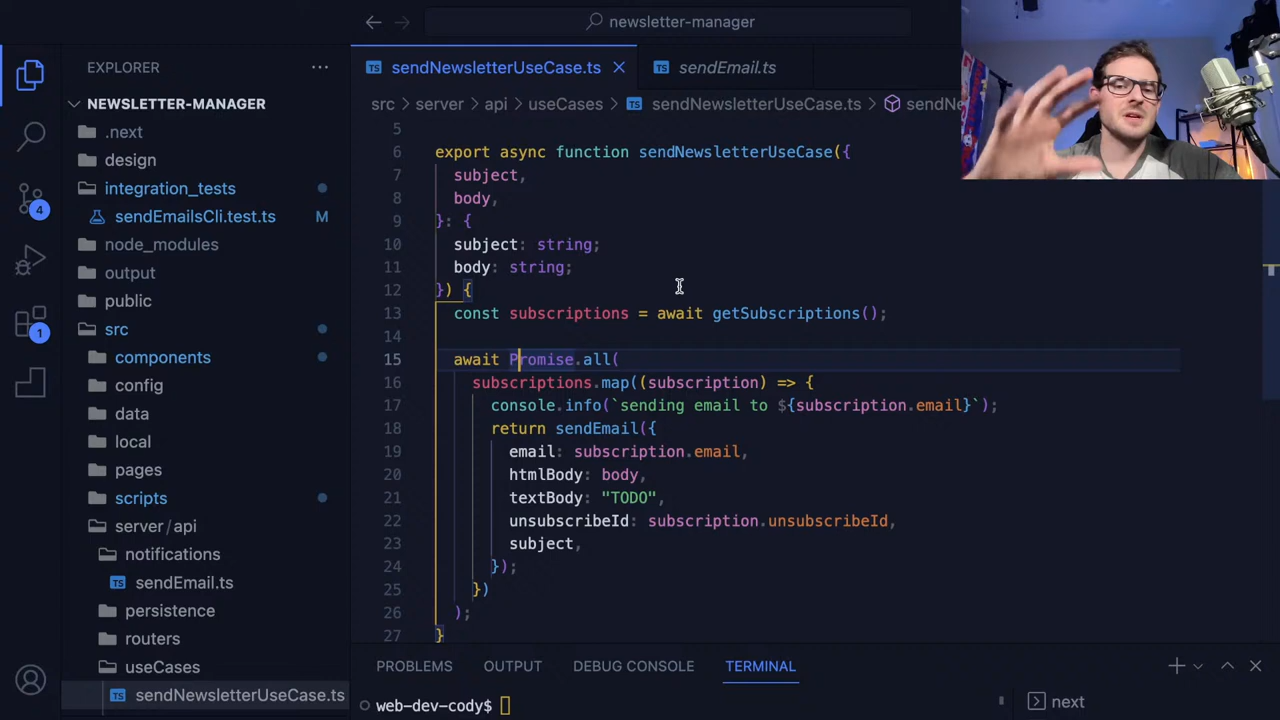 newsletter-manager
EXPLORER
NEWSLETTER-MANAGER
.next
design
integration_tests
sendEmailsCli.test.ts M
node_modules
output
public
src
components
config
data
local
pages
scripts
server/api
notifications
TS sendEmail.ts
persistence
routers
useCases
TS sendNewsletterUseCase.ts
4
1
TS sendNewsletterUseCase.ts
TS sendEmail.ts
src > server > api > useCases > TS sendNewsletterUseCase.ts > sendN
5
6 export async function sendNewsletterUseCase({
7 subject,
8 body,
9 }: {
10 subject: string;
11 body: string;
12 }) {
13 const subscriptions = await getSubscriptions();
14
15 await Promise.all(
16 subscriptions.map((subscription) => {
17 console.info(`sending email to ${subscription.email}`);
18 return sendEmail({
19 email: subscription.email,
20 htmlBody: body,
21 textBody: "TODO",
22 unsubscribeId: subscription.unsubscribeId,
23 subject,
24 });
25 })
26 );
27 }
PROBLEMS OUTPUT DEBUG CONSOLE TERMINAL
web-dev-cody$
next